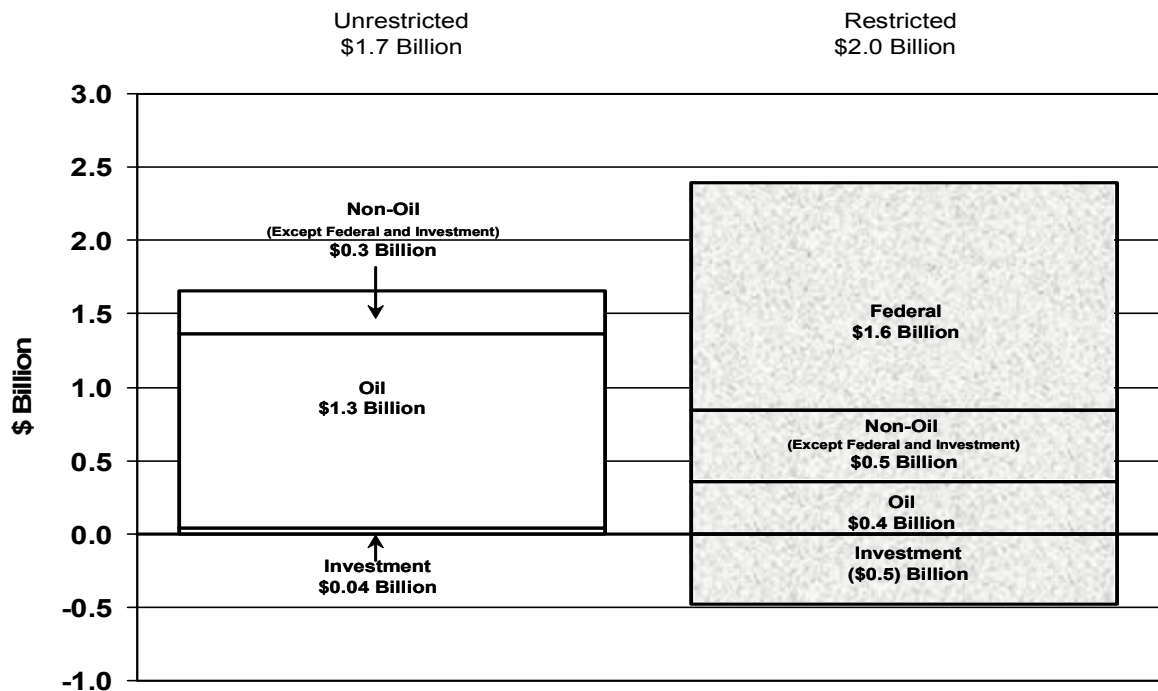 Unrestricted
$1.7 Billion
Restricted
$2.0 Billion
3.0
2.5
2.0
1.5
1.0
0.5
0.0
-0.5
-1.0
$ Billion
Non-Oil
(Except Federal and Investment)
$0.3 Billion
Oil
$1.3 Billion
Investment
$0.04 Billion
Federal
$1.6 Billion
Non-Oil
(Except Federal and Investment)
$0.5 Billion
Oil
$0.4 Billion
Investment
($0.5) Billion